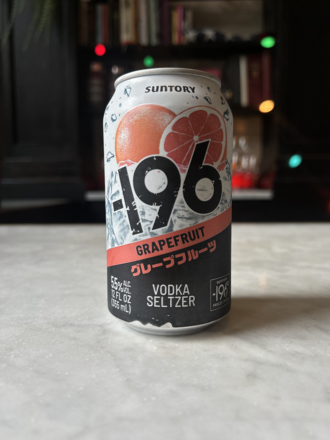 SUNTORY
-196
GRAPEFRUIT
グレープフルーツ
5.5% ALC. VOL.
12 FL OZ
(355 mL)
VODKA
SELTZER
-196